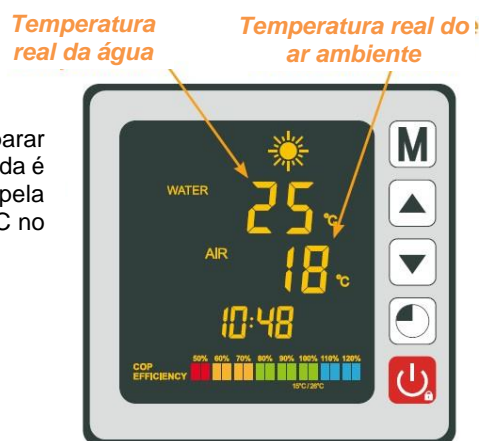 Temperatura
real da água
Temperatura real do
ar ambiente
arar
da é
pela
C no
WATER
25 °C
AIR
18 °C
10:48
COP
EFFICIENCY
50% 60% 70% 80% 90% 100% 110% 120%
15°C/26°C
M